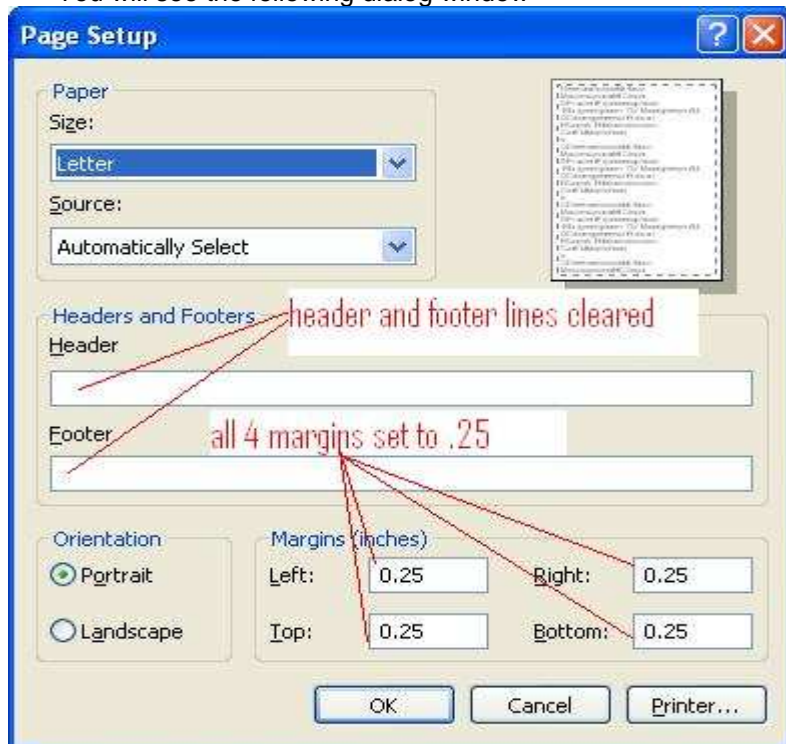 You will see the following dialog window
Page Setup
Paper
Size:
Letter
Source:
Automatically Select
Headers and Footers
header and footer lines cleared
Header
Footer
all 4 margins set to .25
Orientation
Portrait
Landscape
Margins (inches)
Left: 0.25 Right: 0.25
Top: 0.25 Bottom: 0.25
OK Cancel Printer...